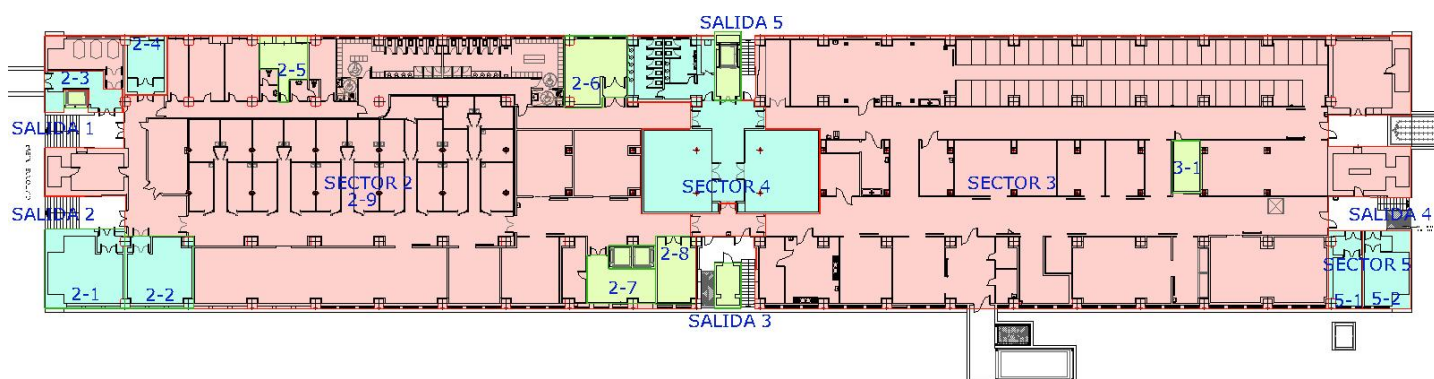 SALIDA 5
2-4
2-5
2-3
2-6
SALIDA 1
3-1
SECTOR 2
2-9
SECTOR 4
SECTOR 3
SALIDA 2
SALIDA 4
2-8
SECTOR 5
2-1
2-2
2-7
5-1
5-2
SALIDA 3